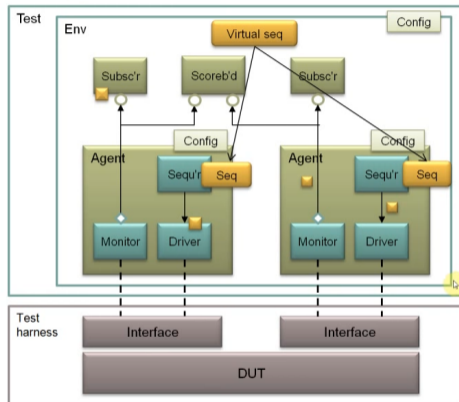 Test
Config
Env
Virtual seq
Subsc'r
Scoreb'd
Subsc'r
Config
Config
Agent
Agent
Sequ'r
Seq
Sequ'r
Seq
Monitor
Driver
Monitor
Driver
Test
harness
Interface
Interface
DUT